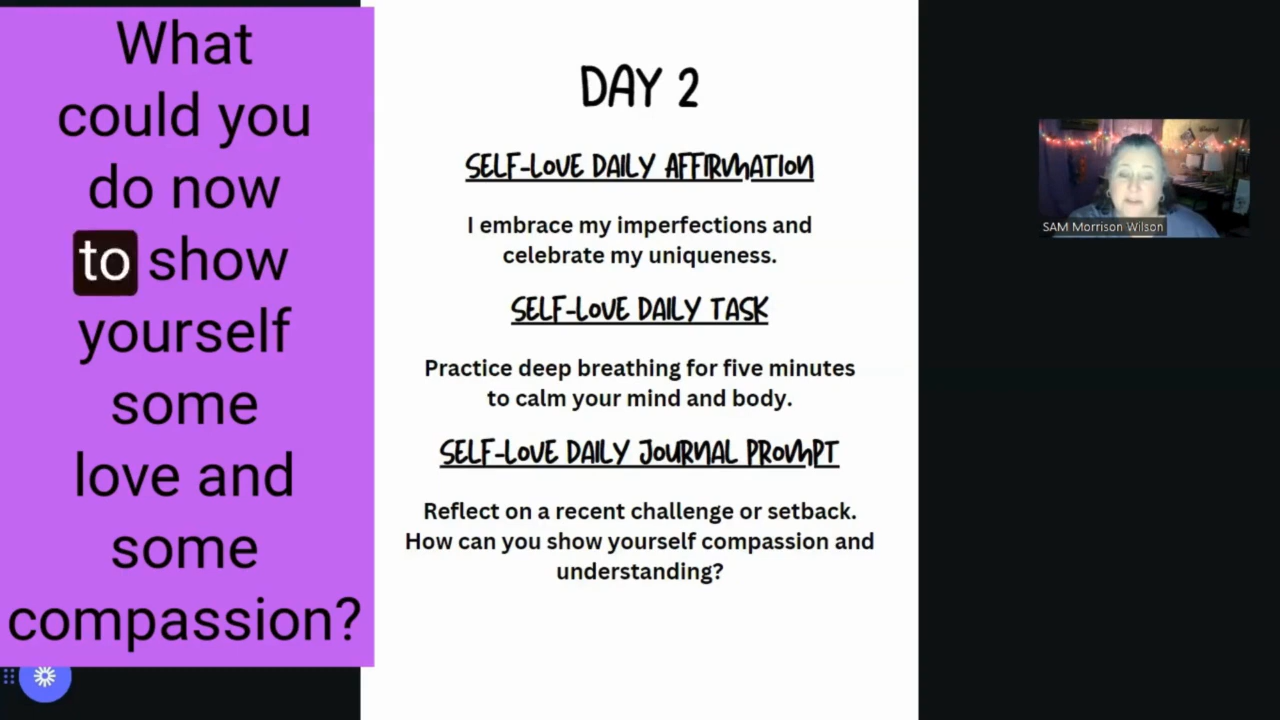 What
could you
do now
to show
yourself
some
love and
some
compassion?
DAY 2
SELF-LOVE DAILY AFFIRMATION
I embrace my imperfections and
celebrate my uniqueness.
SELF-LOVE DAILY TASK
Practice deep breathing for five minutes
to calm your mind and body.
SELF-LOVE DAILY JOURNAL PROMPT
Reflect on a recent challenge or setback.
How can you show yourself compassion and
understanding?
SAM Morrison Wilson